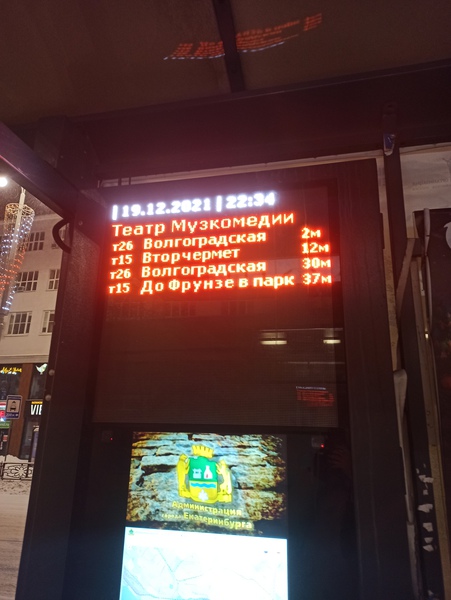 | 19.12.2021 | 22:34
Театр Музкомедии
т26 Волгоградская 2м
т15 Вторчермет 12м
т26 Волгоградская 30м
т15 До Фрунзе в парк 37м
Администрация
Екатеринбурга